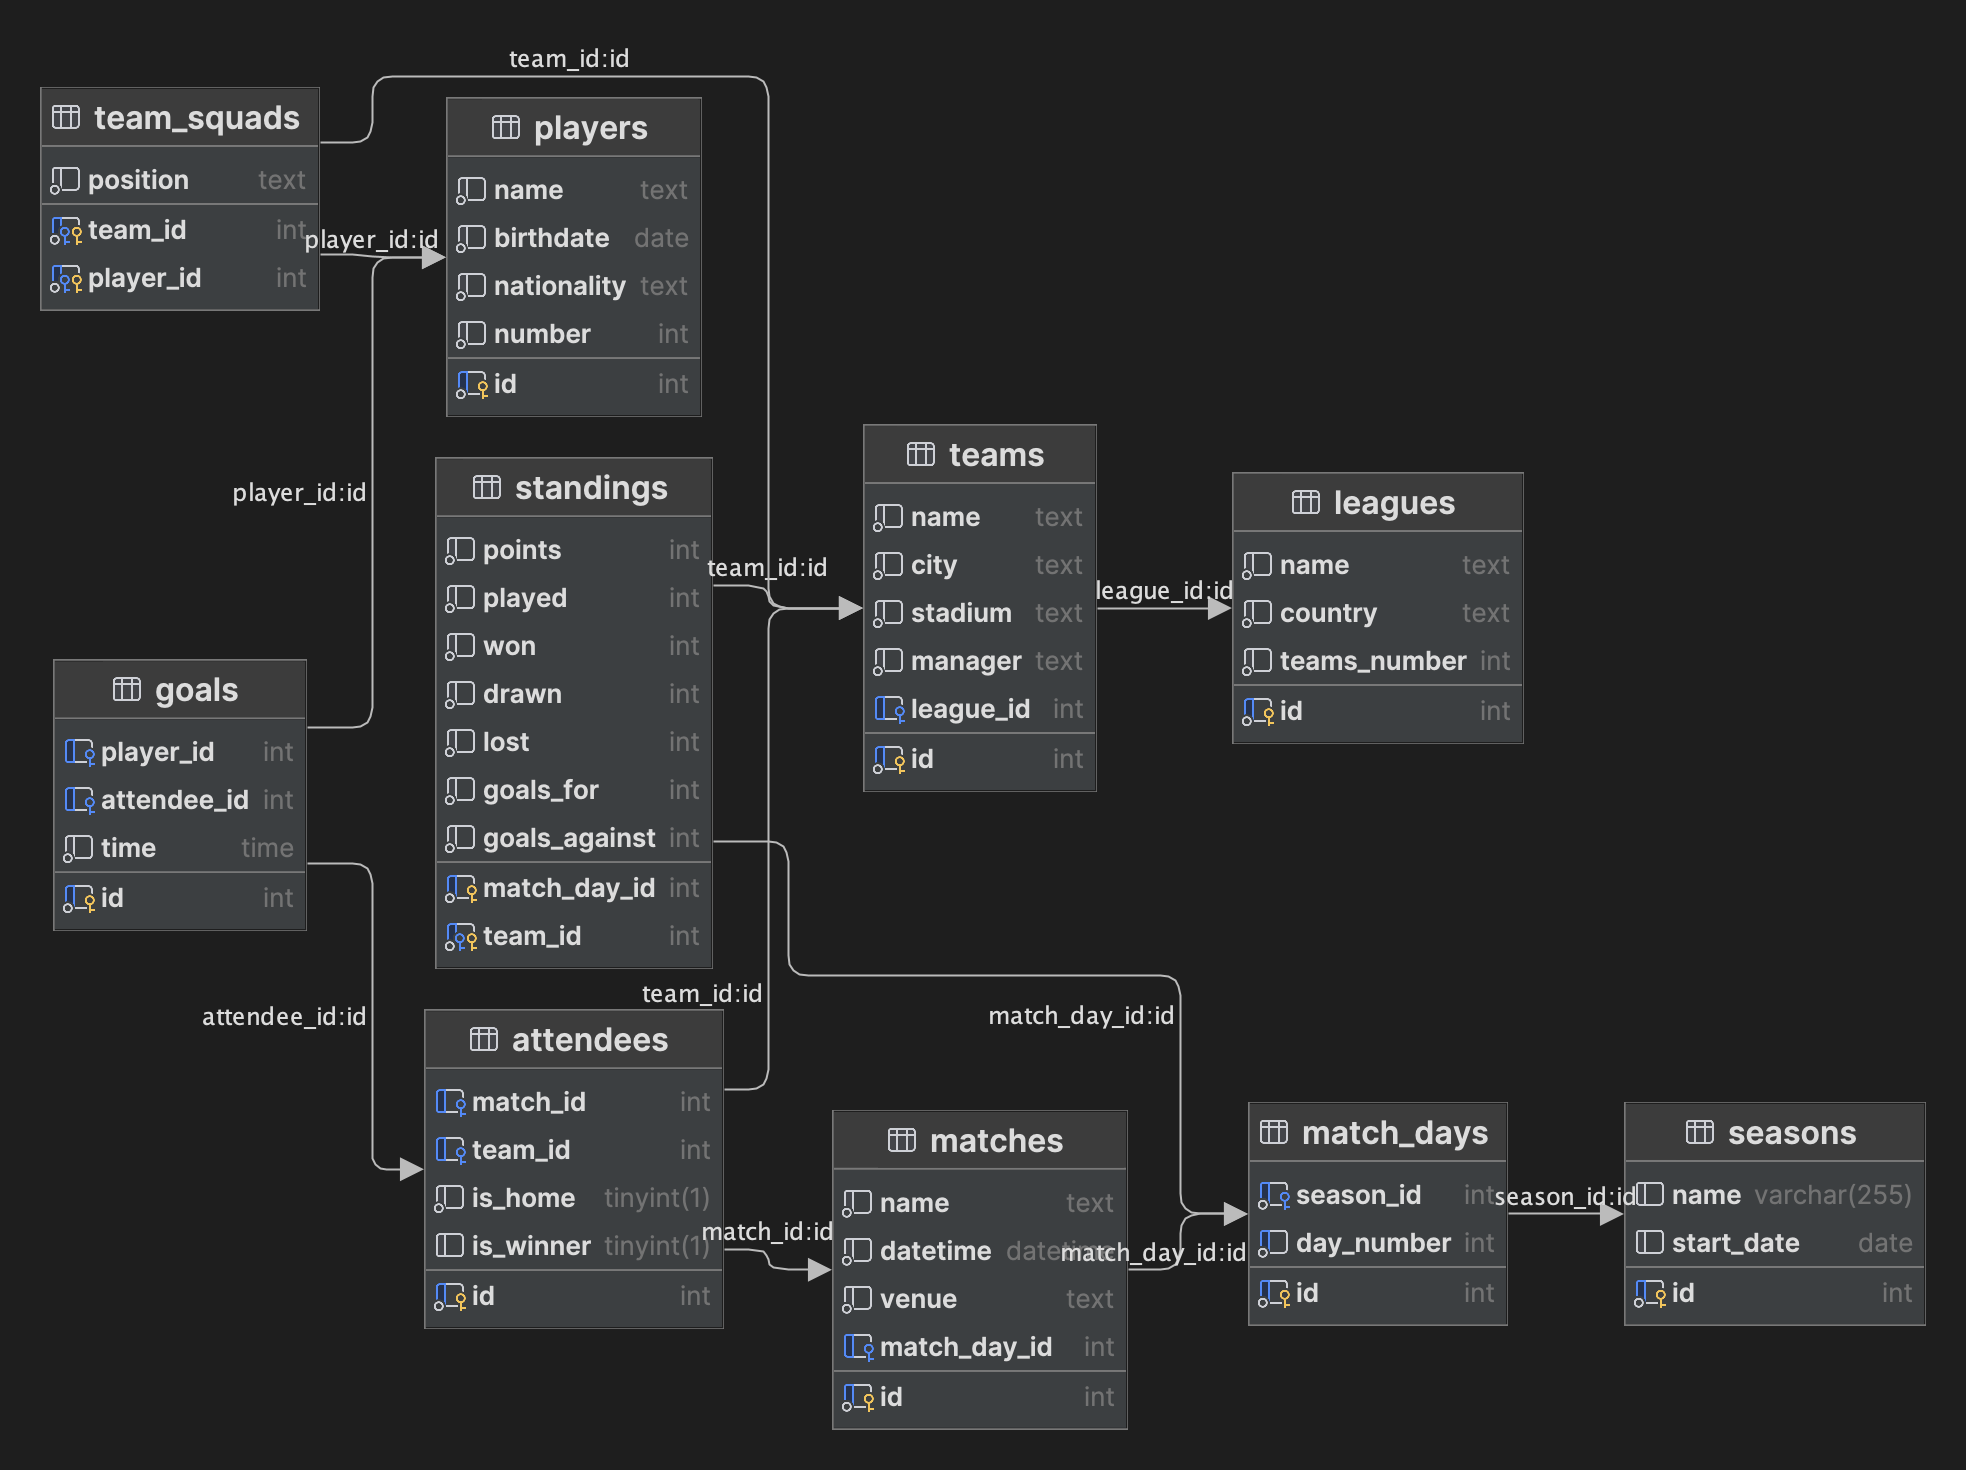 team_id:id
team_squads
position text
team_id int
player_id int
player_id:id
players
name text
birthdate date
nationality text
number int
id int
player_id:id
standings
points int
played int
won int
drawn int
lost int
goals_for int
goals_against int
match_day_id int
team_id int
team_id:id
teams
name text
city text
stadium text
manager text
league_id int
id int
league_id:id
leagues
name text
country text
teams_number int
id int
goals
player_id int
attendee_id int
time time
id int
attendee_id:id
team_id:id
match_day_id:id
attendees
match_id int
team_id int
is_home tinyint(1)
is_winner tinyint(1)
id int
match_id:id
matches
name text
datetime datetime
venue text
match_day_id int
id int
match_day_id:id
match_days
season_id int
day_number int
id int
season_id:id
seasons
name varchar(255)
start_date date
id int